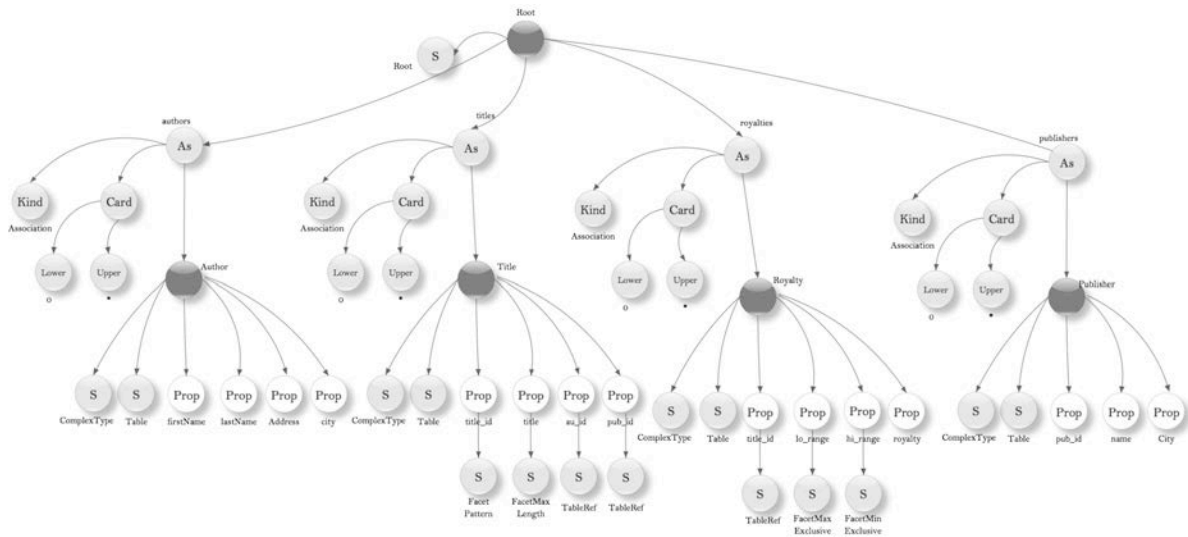 Root
S
Root
authors
titles
royalties
publishers
As
As
As
As
Kind
Card
Kind
Card
Kind
Card
Kind
Card
Association
Association
Association
Association
Lower
Upper
Lower
Upper
Lower
Upper
Lower
Upper
0
•
0
•
0
•
0
•
Author
Title
Royalty
Publisher
S
S
Prop
Prop
Prop
Prop
S
S
Prop
Prop
Prop
Prop
S
S
Prop
Prop
Prop
Prop
S
S
Prop
Prop
Prop
ComplexType
Table
firstName
lastName
Address
city
ComplexType
Table
title_id
title
au_id
pub_id
ComplexType
Table
title_id
lo_range
hi_range
royalty
ComplexType
Table
pub_id
name
City
S
S
S
S
S
S
S
Facet
Pattern
FacetMax
Length
TableRef
TableRef
TableRef
FacetMax
Exclusive
FacetMin
Exclusive